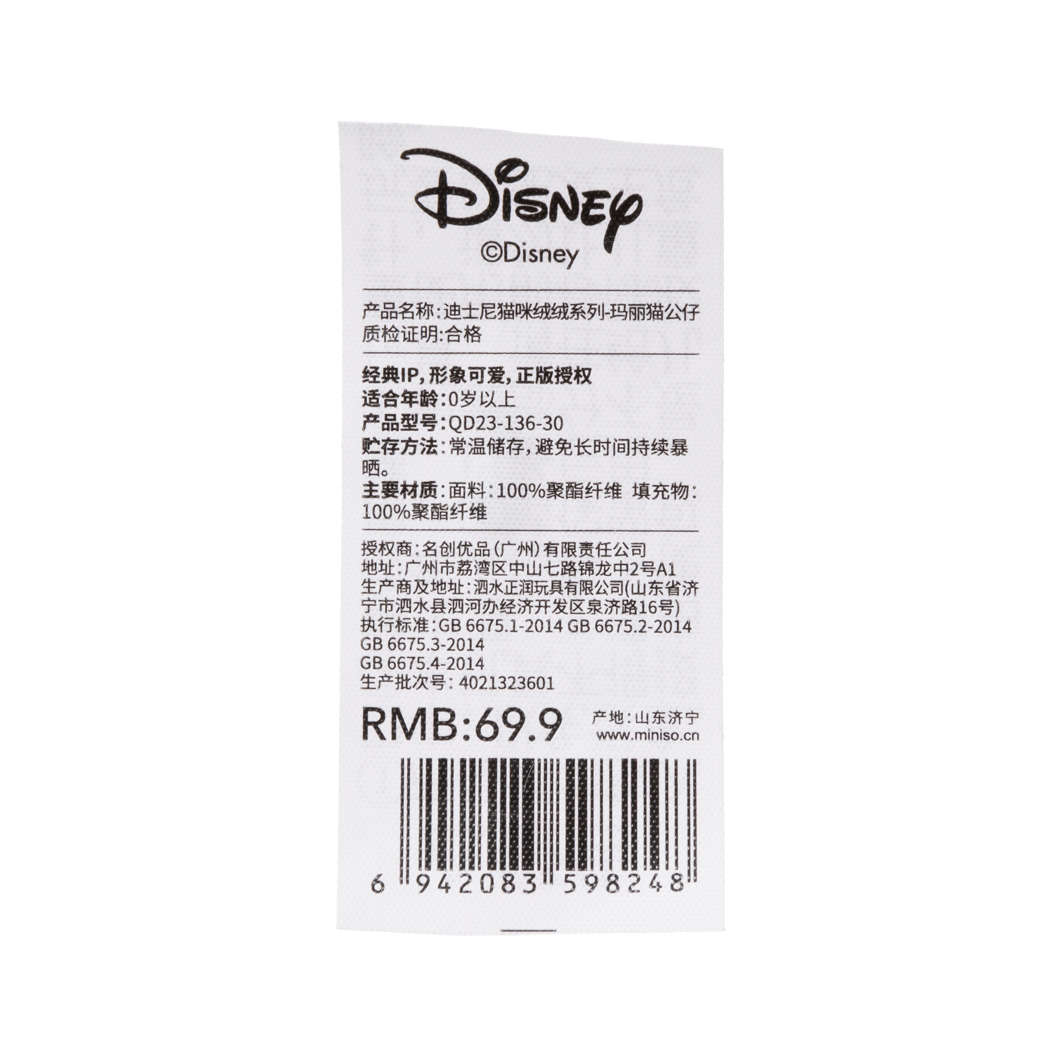 Disney
©Disney
产品名称:迪士尼猫咪绒绒系列-玛丽猫公仔
质检证明:合格
经典IP,形象可爱,正版授权
适合年龄:0岁以上
产品型号:QD23-136-30
贮存方法:常温储存,避免长时间持续暴
晒。
主要材质:面料:100%聚酯纤维 填充物:
100%聚酯纤维
授权商:名创优品(广州)有限责任公司
地址:广州市荔湾区中山七路锦龙中2号A1
生产商及地址:泗水正润玩具有限公司(山东省济
宁市泗水县泗河办经济开发区泉济路16号)
执行标准:GB 6675.1-2014 GB 6675.2-2014
GB 6675.3-2014
GB 6675.4-2014
生产批次号: 4021323601
RMB:69.9
产地:山东济宁
www.miniso.cn
6 942083 598248